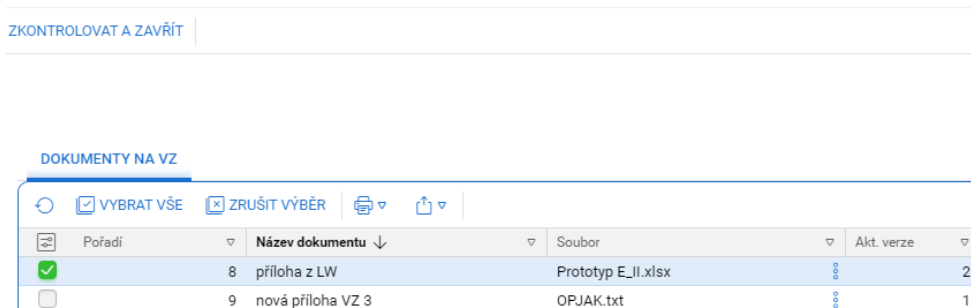 ZKONTROLOVAT A ZAVŘÍT
DOKUMENTY NA VZ
VYBRAT VŠE ZRUŠIT VÝBĚR
Pořadí Název dokumentu Soubor Akt. verze
8 příloha z LW Prototyp E_II.xlsx 2
9 nová příloha VZ 3 OPJAK.txt 1